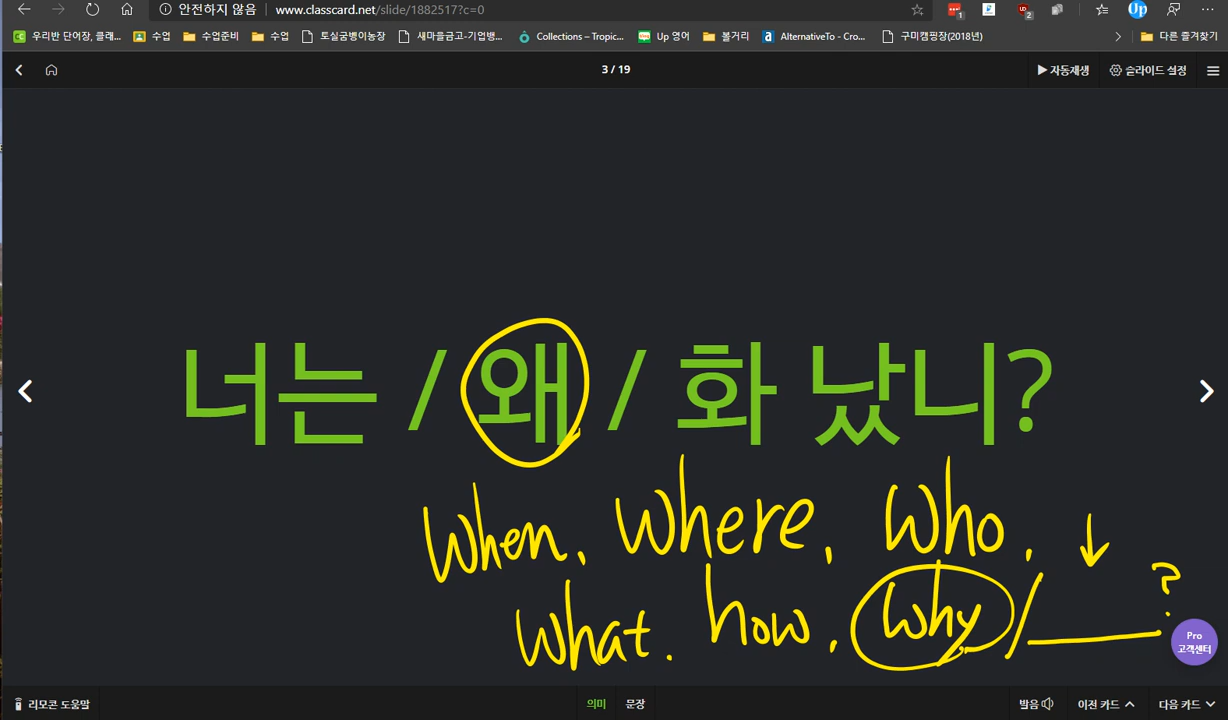 안전하지 않음 www.classcard.net/slide/1882517?c=0
우리반 단어장, 클래... 수업 수업준비 수업 토실굼벵이농장 새마을금고-기업뱅... Collections – Tropic... Up 영어 볼거리 AlternativeTo - Cro... 구미캠핑장(2018년) 다른 즐겨찾기
3 / 19 자동재생 슬라이드 설정
너는 / 왜 / 화 났니?
when, where, who,
what, how, why / ______?
Pro
고객센터
리모콘 도움말 의미 문장 발음 이전 카드 다음 카드